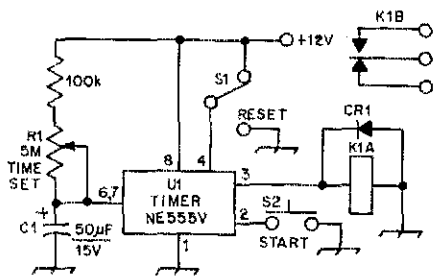 K1B
+12V
S1
100k
RESET
CR1
R1
5M
TIME
SET
8
4
K1A
6,7
U1
TIMER
NE555V
3
S2
2
+
C1
50µF
15V
1
START